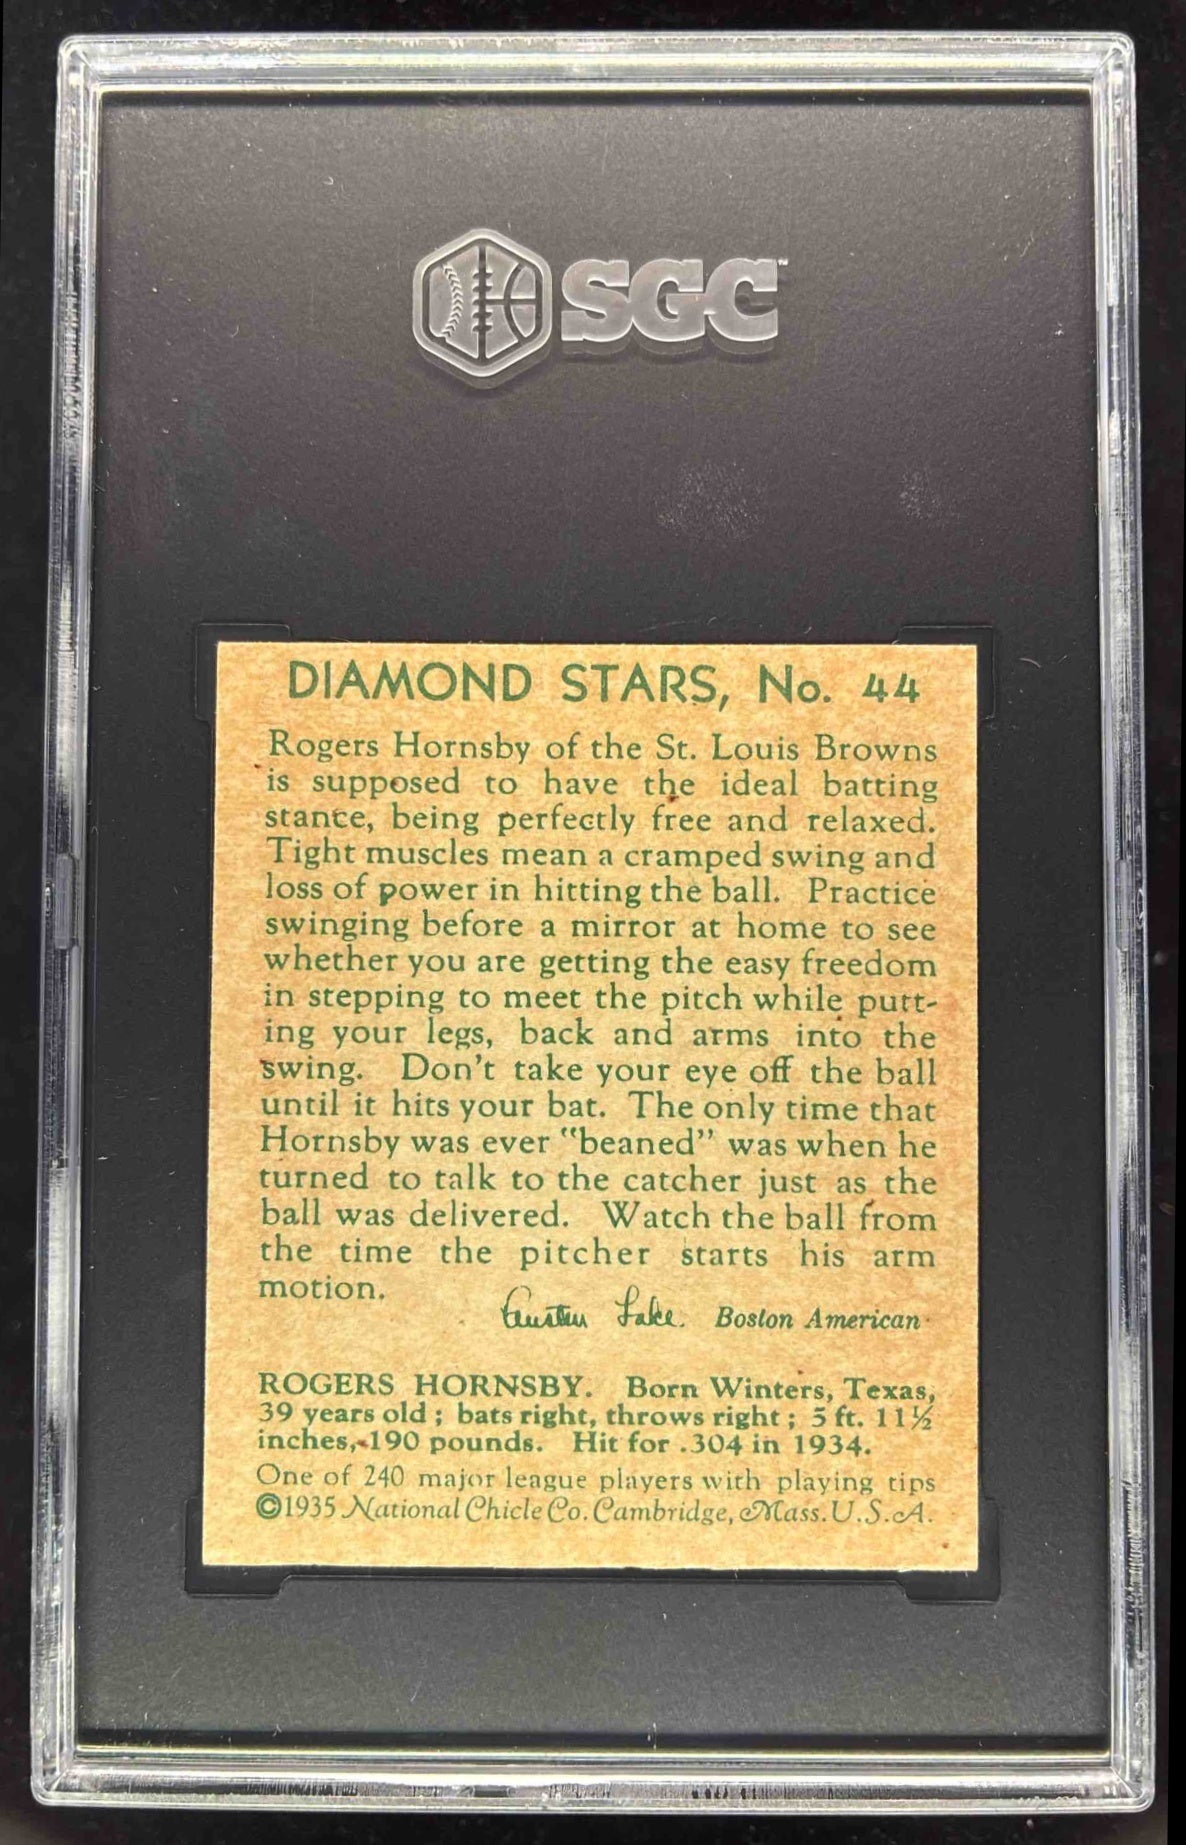 SGC™
DIAMOND STARS, No. 44
Rogers Hornsby of the St. Louis Browns
is supposed to have the ideal batting
stance, being perfectly free and relaxed.
Tight muscles mean a cramped swing and
loss of power in hitting the ball. Practice
swinging before a mirror at home to see
whether you are getting the easy freedom
in stepping to meet the pitch while putt-
ing your legs, back and arms into the
swing. Don't take your eye off the ball
until it hits your bat. The only time that
Hornsby was ever "beaned" was when he
turned to talk to the catcher just as the
ball was delivered. Watch the ball from
the time the pitcher starts his arm
motion.
Austen Lake. Boston American
ROGERS HORNSBY. Born Winters, Texas,
39 years old; bats right, throws right; 5 ft. 11½
inches, 190 pounds. Hit for .304 in 1934.
One of 240 major league players with playing tips
©1935 National Chicle Co. Cambridge, Mass. U.S.A.